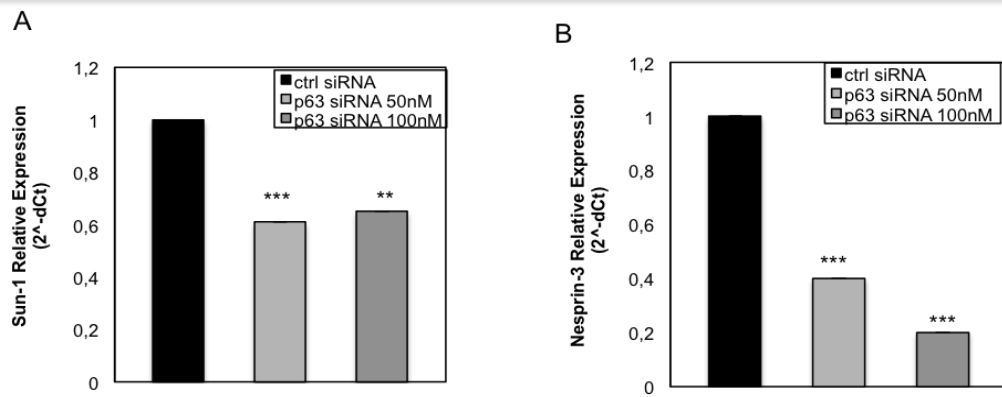 A
Sun-1 Relative Expression
(2^-dCt)
1,2
1
0,8
0,6
0,4
0,2
0
ctrl siRNA
p63 siRNA 50nM
p63 siRNA 100nM
***
**
B
Nesprin-3 Relative Expression
(2^-dCt)
1,2
1
0,8
0,6
0,4
0,2
0
ctrl siRNA
p63 siRNA 50nM
p63 siRNA 100nM
***
***